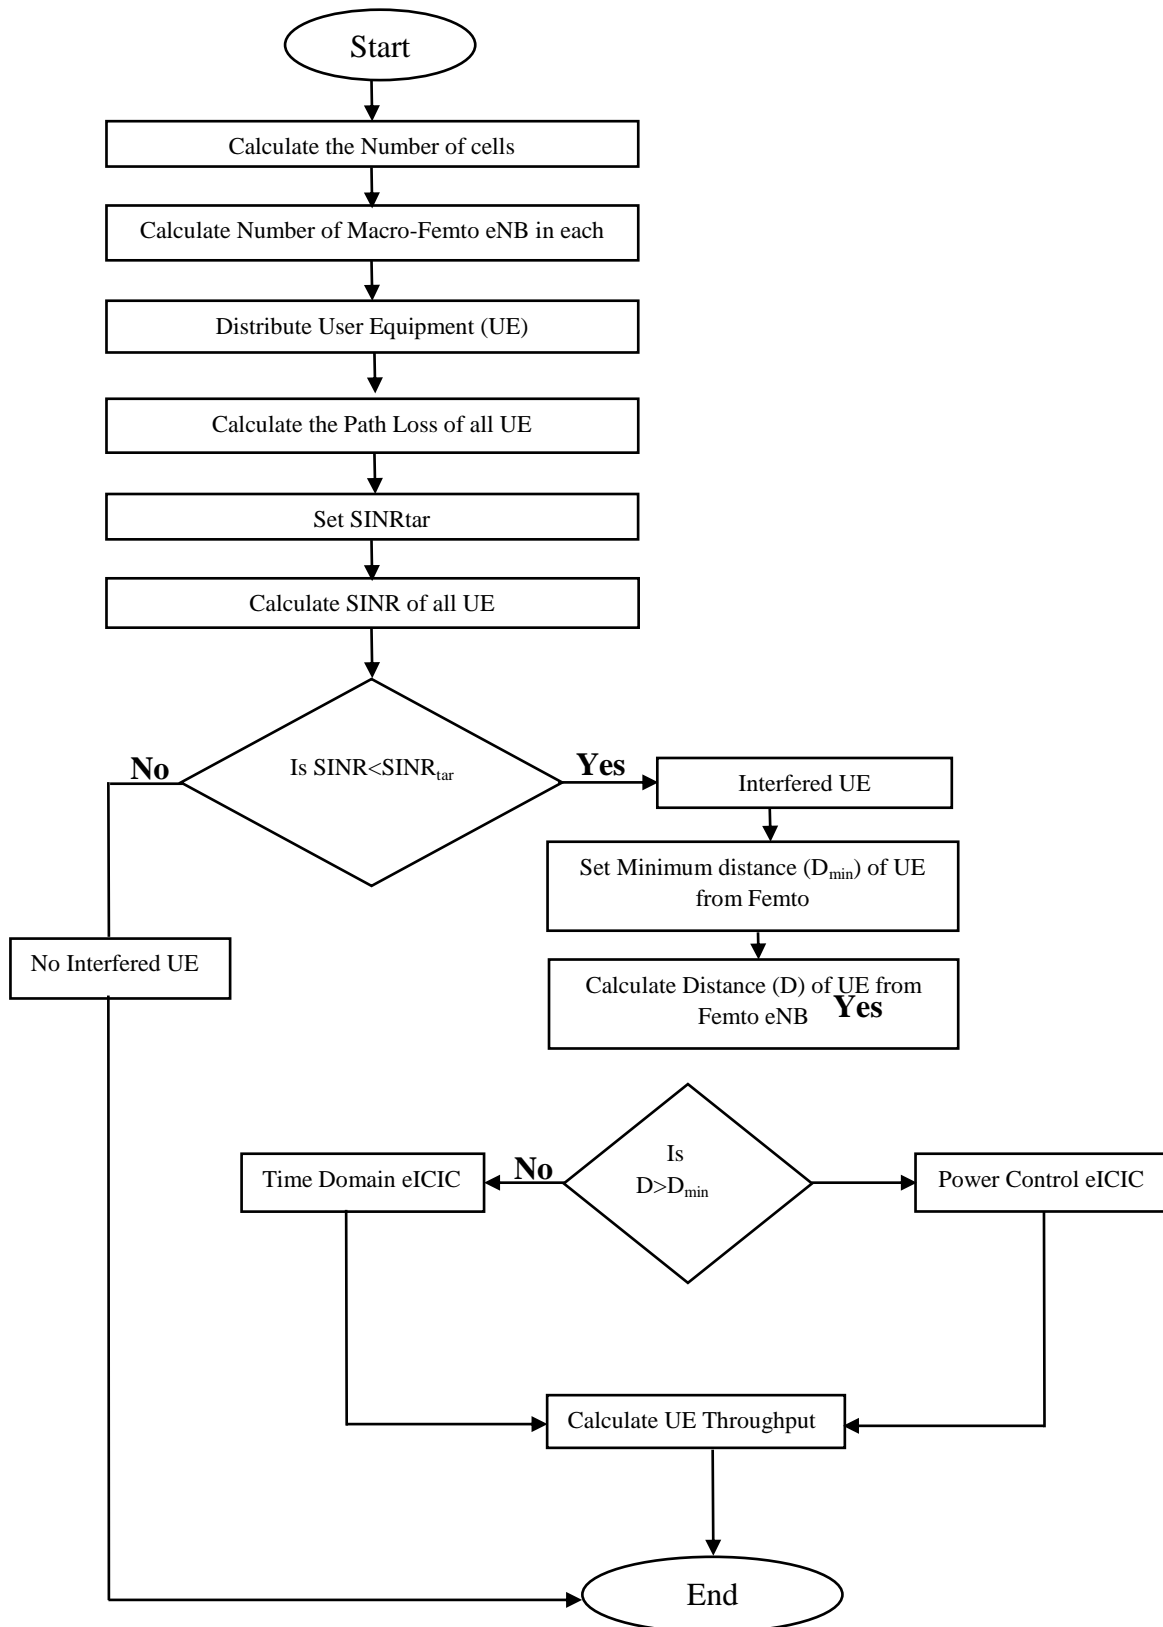 Start
Calculate the Number of cells
Calculate Number of Macro-Femto eNB in each
Distribute User Equipment (UE)
Calculate the Path Loss of all UE
Set SINRtar
Calculate SINR of all UE
Is SINR<SINRtar
No
Yes
Interfered UE
Set Minimum distance (Dmin) of UE
from Femto
No Interfered UE
Calculate Distance (D) of UE from
Femto eNB
Yes
Is
D>Dmin
No
Time Domain eICIC
Power Control eICIC
Calculate UE Throughput
End